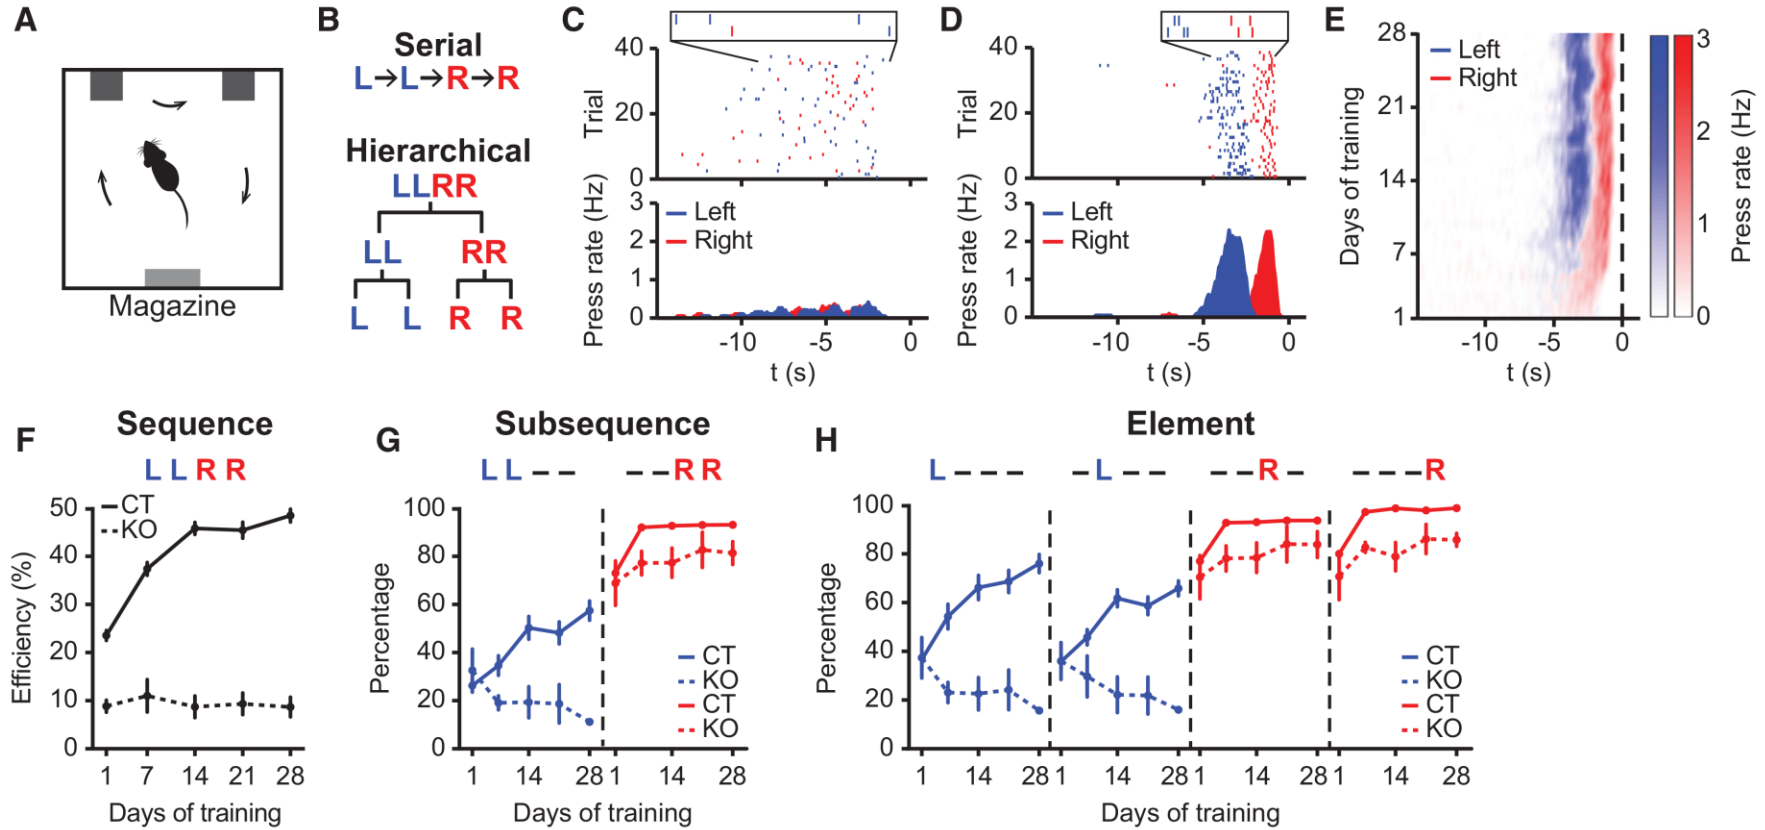 A
Magazine
B
Serial
L→L→R→R
Hierarchical
LLRR
LL RR
L L R R
C
40
20
0
Trial
3
2
1
0
Press rate (Hz)
Left
Right
-10 -5 0
t (s)
D
40
20
0
Trial
3
2
1
0
Press rate (Hz)
Left
Right
-10 -5 0
t (s)
E
28
21
14
7
1
Days of training
Left
Right
-10 -5 0
t (s)
3
2
1
0
Press rate (Hz)
F
Sequence
L L R R
50
40
30
20
10
0
Efficiency (%)
CT
KO
1 7 14 21 28
Days of training
G
Subsequence
L L – –
– – R R
100
80
60
40
20
0
Percentage
CT
KO
CT
KO
1 14 28 1 14 28
Days of training
H
Element
L – – –
– L – –
– – R –
– – – R
100
80
60
40
20
0
Percentage
CT
KO
CT
KO
1 14 28 1 14 28 1 14 28 1 14 28
Days of training